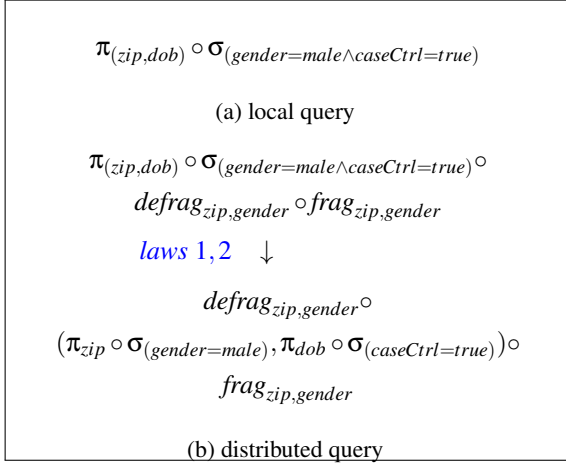 π(zip,dob) ∘ σ(gender=male∧caseCtrl=true)
(a) local query
π(zip,dob) ∘ σ(gender=male∧caseCtrl=true)∘
defragzip,gender ∘ fragzip,gender
laws 1,2 ↓
defragzip,gender∘
(πzip ∘ σ(gender=male), πdob ∘ σ(caseCtrl=true))∘
fragzip,gender
(b) distributed query